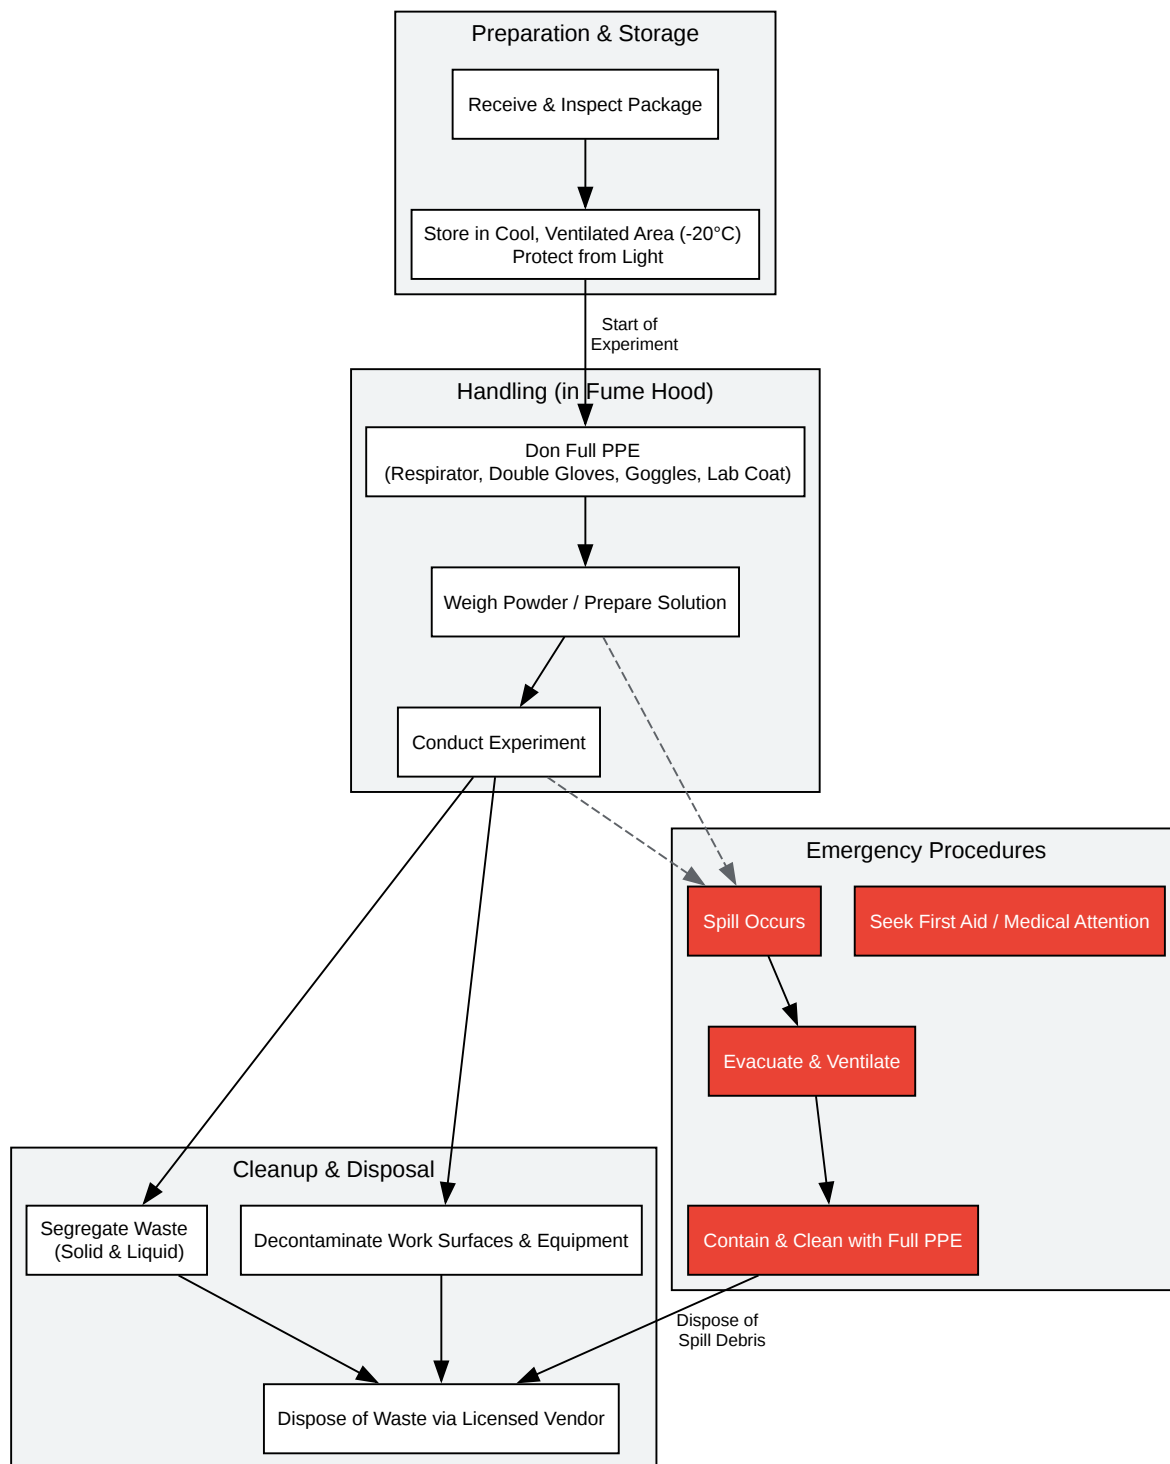 Preparation & Storage
Receive & Inspect Package
Store in Cool, Ventilated Area (-20°C)
Protect from Light
Start of
Experiment
Handling (in Fume Hood)
Don Full PPE
(Respirator, Double Gloves, Goggles, Lab Coat)
Weigh Powder / Prepare Solution
Conduct Experiment
Emergency Procedures
Spill Occurs
Seek First Aid / Medical Attention
Evacuate & Ventilate
Contain & Clean with Full PPE
Cleanup & Disposal
Segregate Waste
(Solid & Liquid)
Decontaminate Work Surfaces & Equipment
Dispose of
Spill Debris
Dispose of Waste via Licensed Vendor